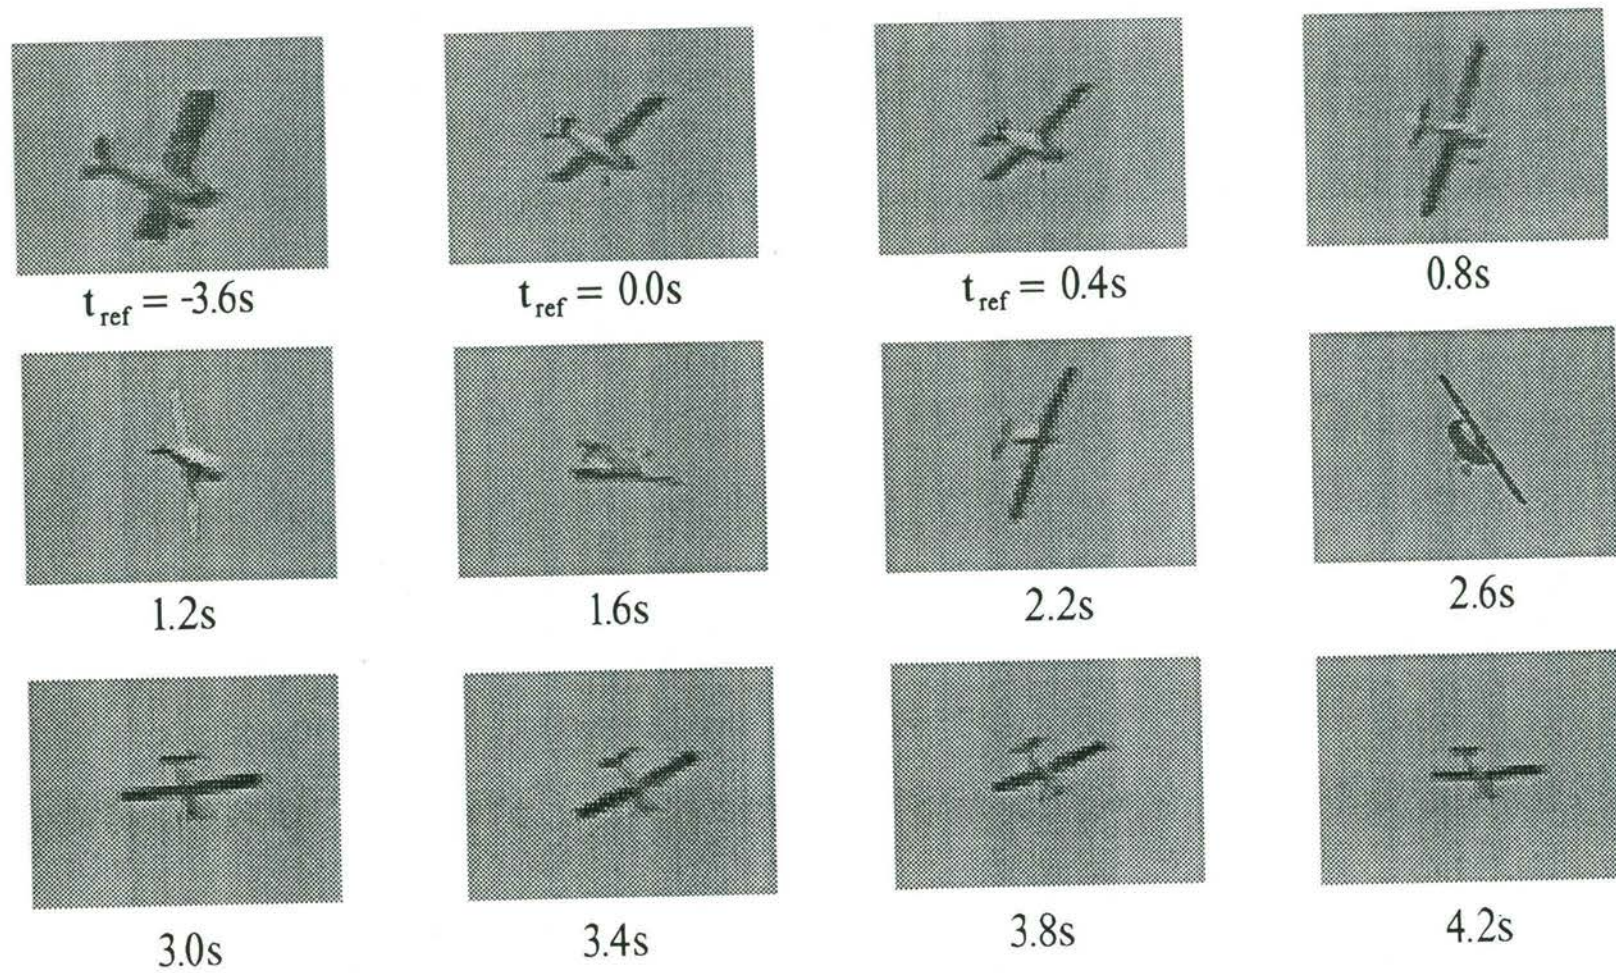 t_ref = -3.6s
t_ref = 0.0s
t_ref = 0.4s
0.8s
1.2s
1.6s
2.2s
2.6s
3.0s
3.4s
3.8s
4.2s